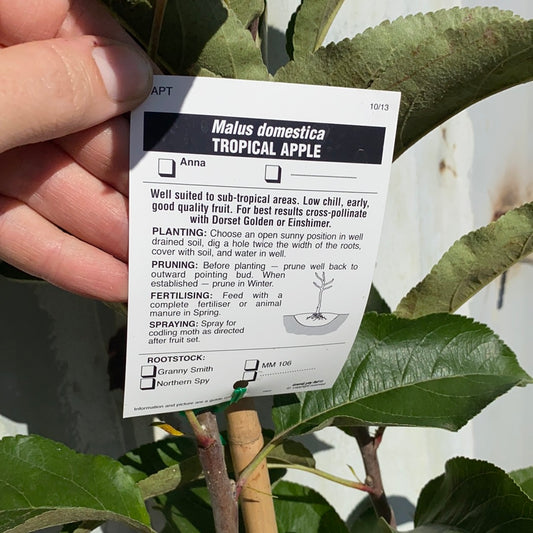 APT
10/13
Malus domestica
TROPICAL APPLE
Anna
Well suited to sub-tropical areas. Low chill, early,
good quality fruit. For best results cross-pollinate
with Dorset Golden or Einshimer.
PLANTING: Choose an open sunny position in well
drained soil, dig a hole twice the width of the roots,
cover with soil, and water in well.
PRUNING: Before planting — prune well back to
outward pointing bud. When
established — prune in Winter.
FERTILISING: Feed with a
complete fertiliser or animal
manure in Spring.
SPRAYING: Spray for
codling moth as directed
after fruit set.
ROOTSTOCK:
Granny Smith
MM 106
Northern Spy
Information and picture are a guide